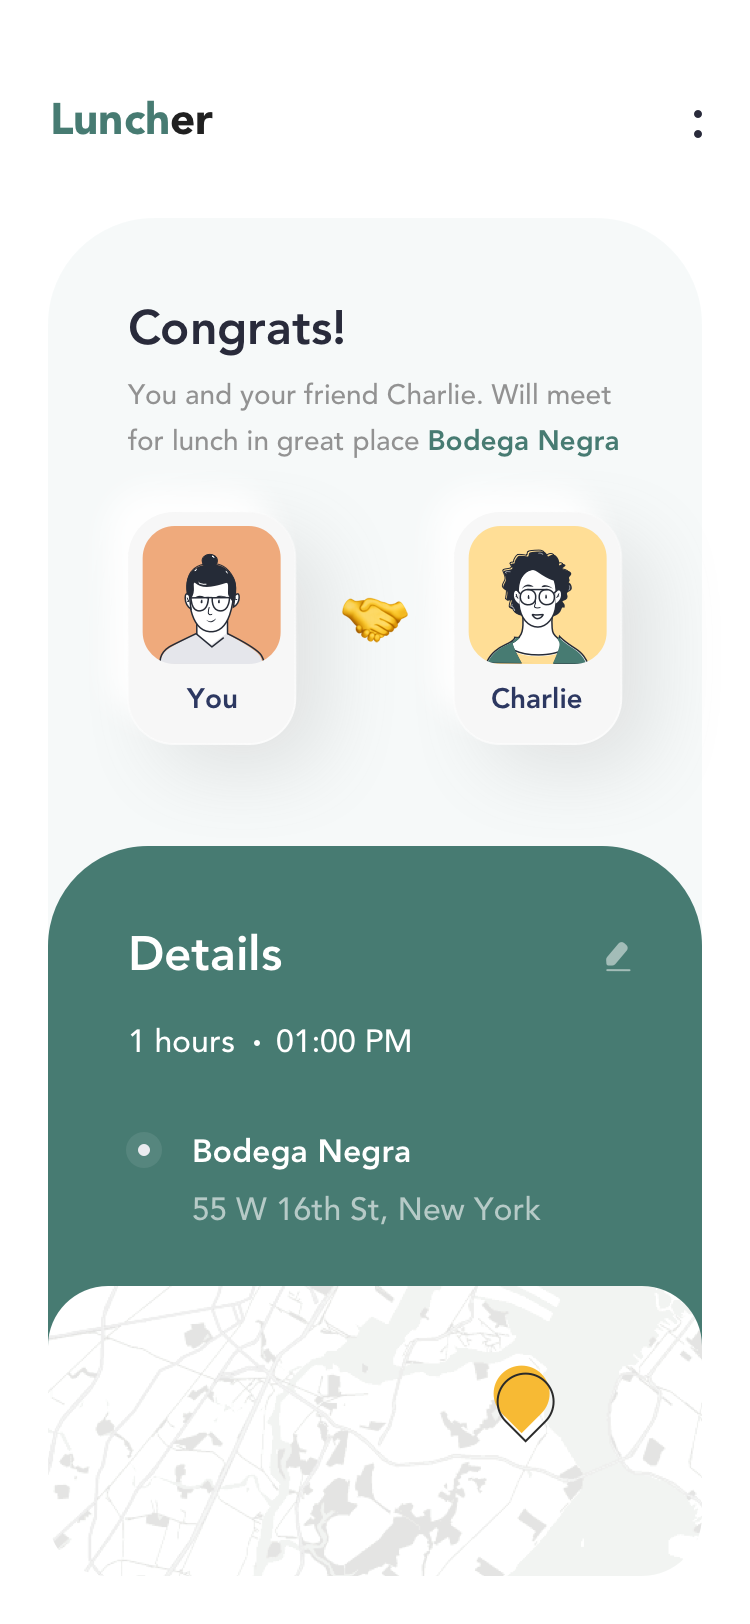 Luncher
Congrats!
You and your friend Charlie. Will meet
for lunch in great place Bodega Negra
You
Charlie
Details
1 hours • 01:00 PM
Bodega Negra
55 W 16th St, New York